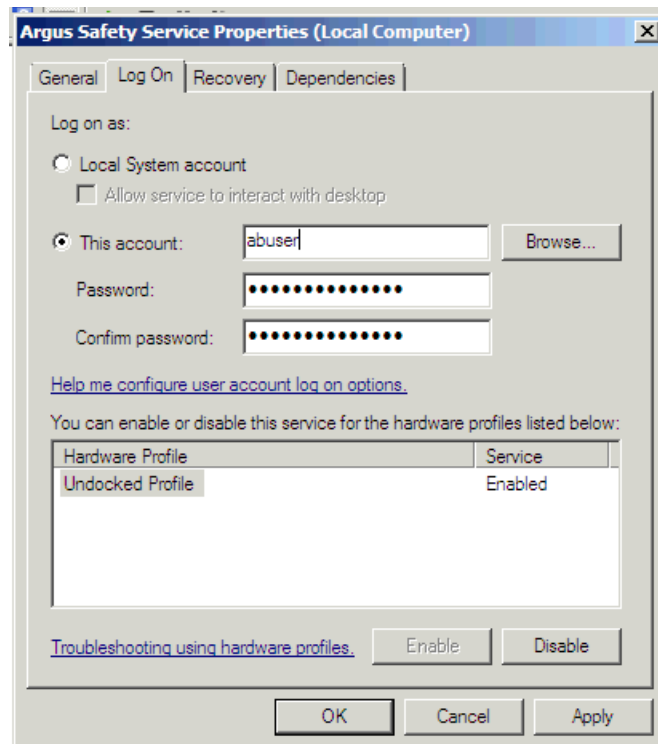 Argus Safety Service Properties (Local Computer)
General Log On Recovery Dependencies
Log on as:
Local System account
Allow service to interact with desktop
This account: abuser Browse...
Password: ••••••••••••••
Confirm password: ••••••••••••••
Help me configure user account log on options.
You can enable or disable this service for the hardware profiles listed below:
Hardware Profile Service
Undocked Profile Enabled
Troubleshooting using hardware profiles. Enable Disable
OK Cancel Apply